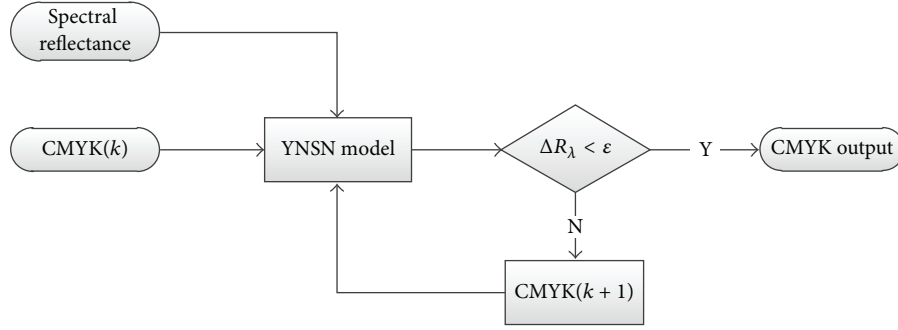 Spectral
reflectance
CMYK(k)
YNSN model
ΔR_λ < ε
Y
CMYK output
N
CMYK(k + 1)